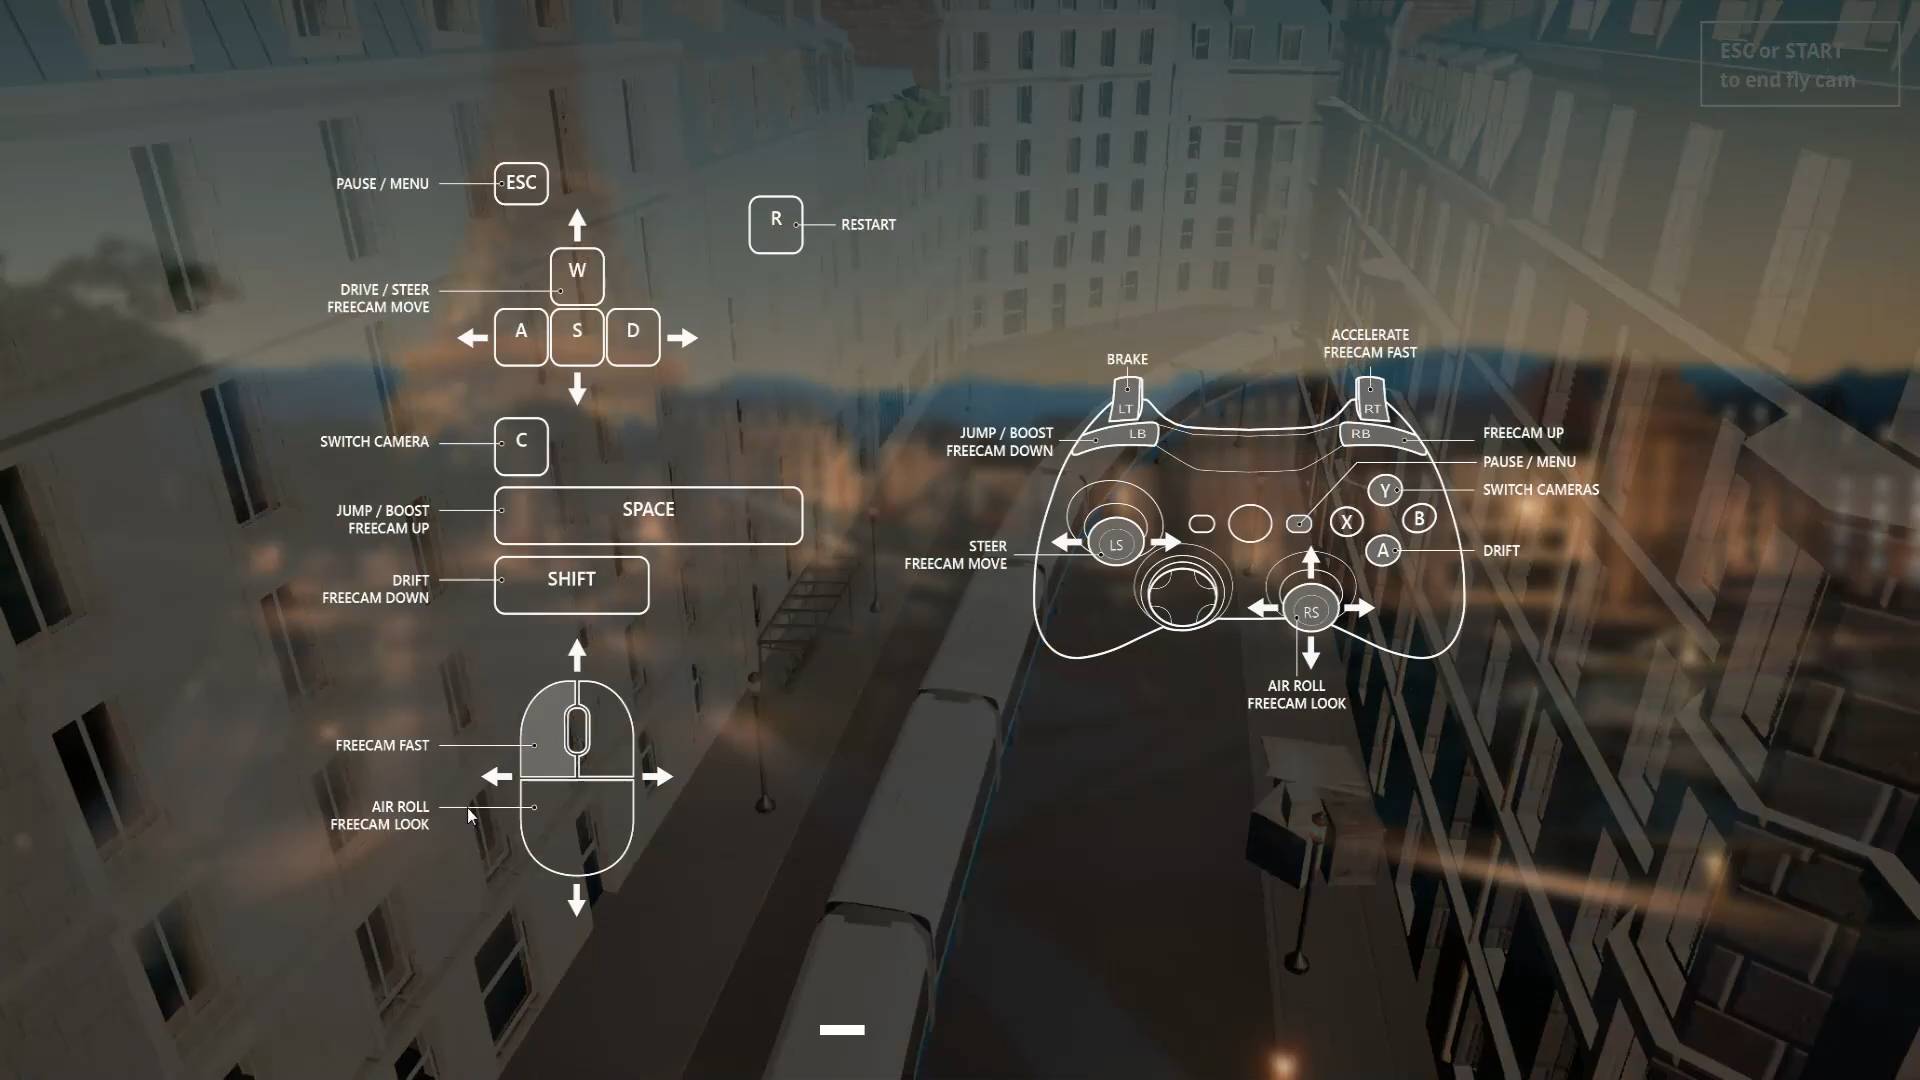 ESC or START
to end fly cam
PAUSE / MENU
ESC
R
RESTART
W
DRIVE / STEER
FREECAM MOVE
A
S
D
SWITCH CAMERA
C
JUMP / BOOST
FREECAM UP
SPACE
DRIFT
FREECAM DOWN
SHIFT
FREECAM FAST
AIR ROLL
FREECAM LOOK
BRAKE
ACCELERATE
FREECAM FAST
LT
RT
JUMP / BOOST
FREECAM DOWN
LB
RB
FREECAM UP
PAUSE / MENU
Y
SWITCH CAMERAS
X
B
STEER
FREECAM MOVE
LS
A
DRIFT
RS
AIR ROLL
FREECAM LOOK